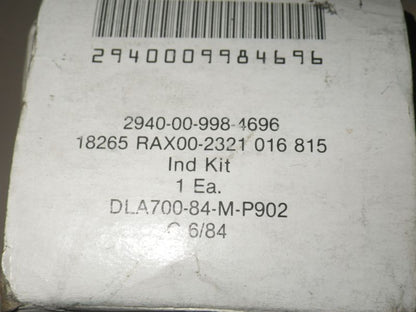 2940009984696
2940-00-998-4696
18265 RAX00-2321 016 815
Ind Kit
1 Ea.
DLA700-84-M-P902
C 6/84